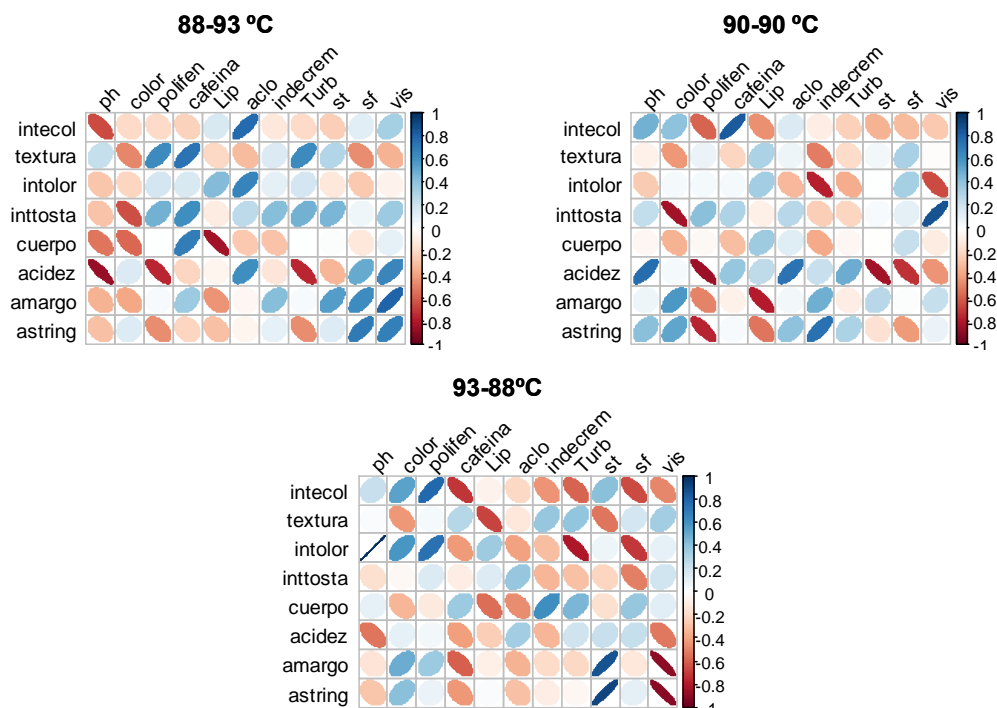 88-93 ºC
ph color polifen cafeina Lip aclo indecrem Turb st sf vis
intecol
textura
intolor
inttosta
cuerpo
acidez
amargo
astring
1
0.8
0.6
0.4
0.2
0
-0.2
-0.4
-0.6
-0.8
-1
90-90 ºC
ph color polifen cafeina Lip aclo indecrem Turb st sf vis
intecol
textura
intolor
inttosta
cuerpo
acidez
amargo
astring
1
0.8
0.6
0.4
0.2
0
-0.2
-0.4
-0.6
-0.8
-1
93-88ºC
ph color polifen cafeina Lip aclo indecrem Turb st sf vis
intecol
textura
intolor
inttosta
cuerpo
acidez
amargo
astring
1
0.8
0.6
0.4
0.2
0
-0.2
-0.4
-0.6
-0.8
-1